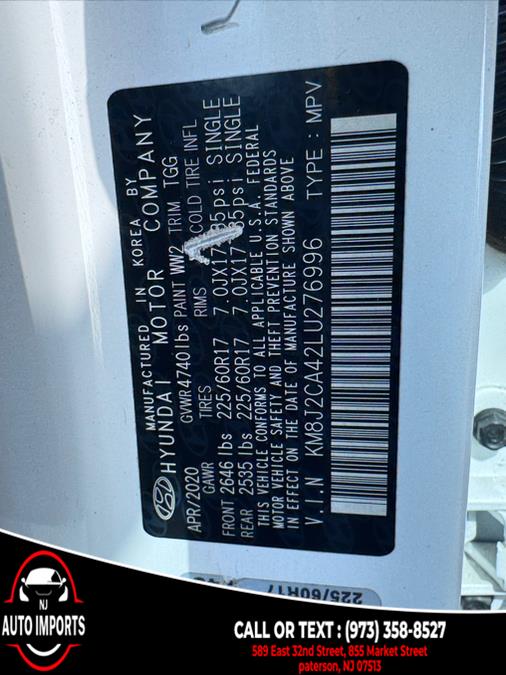 MANUFACTURED IN KOREA BY
HYUNDAI MOTOR COMPANY
APR/2020 GVWR 4740lbs PAINT WW2 TRIM TGG
GAWR TIRES RIMS COLD TIRE INFL
FRONT 2646 lbs 225/60R17 7.0JX17 35psi SINGLE
REAR 2535 lbs 225/60R17 7.0JX17 35psi SINGLE
THIS VEHICLE CONFORMS TO ALL APPLICABLE U.S.A. FEDERAL
MOTOR VEHICLE SAFETY AND THEFT PREVENTION STANDARDS
IN EFFECT ON THE DATE OF MANUFACTURE SHOWN ABOVE
V.I.N : KM8J2CA42LU276996 TYPE : MPV
225/60R17
NJ
AUTO IMPORTS
CALL OR TEXT : (973) 358-8527
589 East 32nd Street, 855 Market Street
paterson, NJ 07513